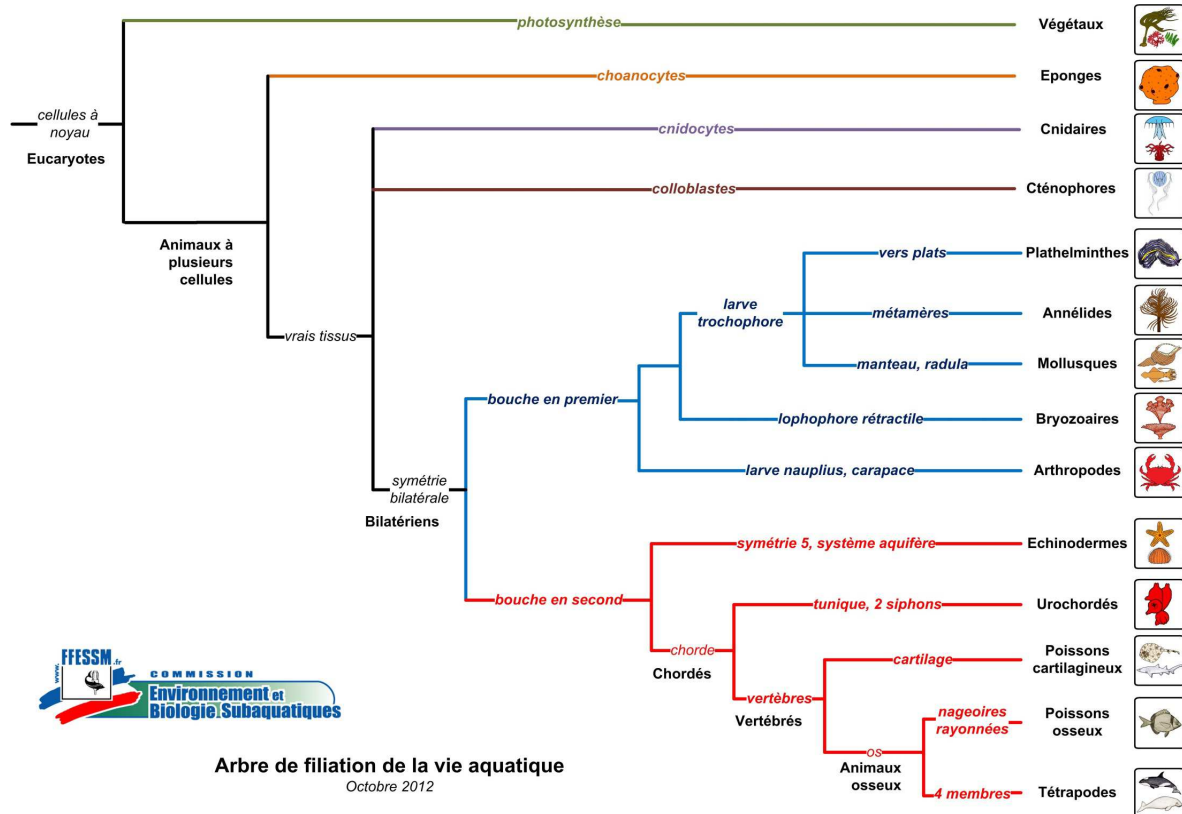 photosynthèse
Végétaux
choanocytes
Eponges
cellules à
noyau
Eucaryotes
cnidocytes
Cnidaires
colloblastes
Cténophores
Animaux à
plusieurs
cellules
vers plats
Plathelminthes
larve
trochophore
métamères
Annélides
vrais tissus
manteau, radula
Mollusques
bouche en premier
lophophore rétractile
Bryozoaires
larve nauplius, carapace
Arthropodes
symétrie
bilatérale
Bilatériens
symétrie 5, système aquifère
Echinodermes
bouche en second
tunique, 2 siphons
Urochordés
chorde
Chordés
cartilage
Poissons
cartilagineux
vertèbres
Vertébrés
nageoires
rayonnées
Poissons
osseux
os
Animaux
osseux
4 membres
Tétrapodes
www.
FFESSM
.fr
COMMISSION
Environnement et
Biologie Subaquatiques
Arbre de filiation de la vie aquatique
Octobre 2012